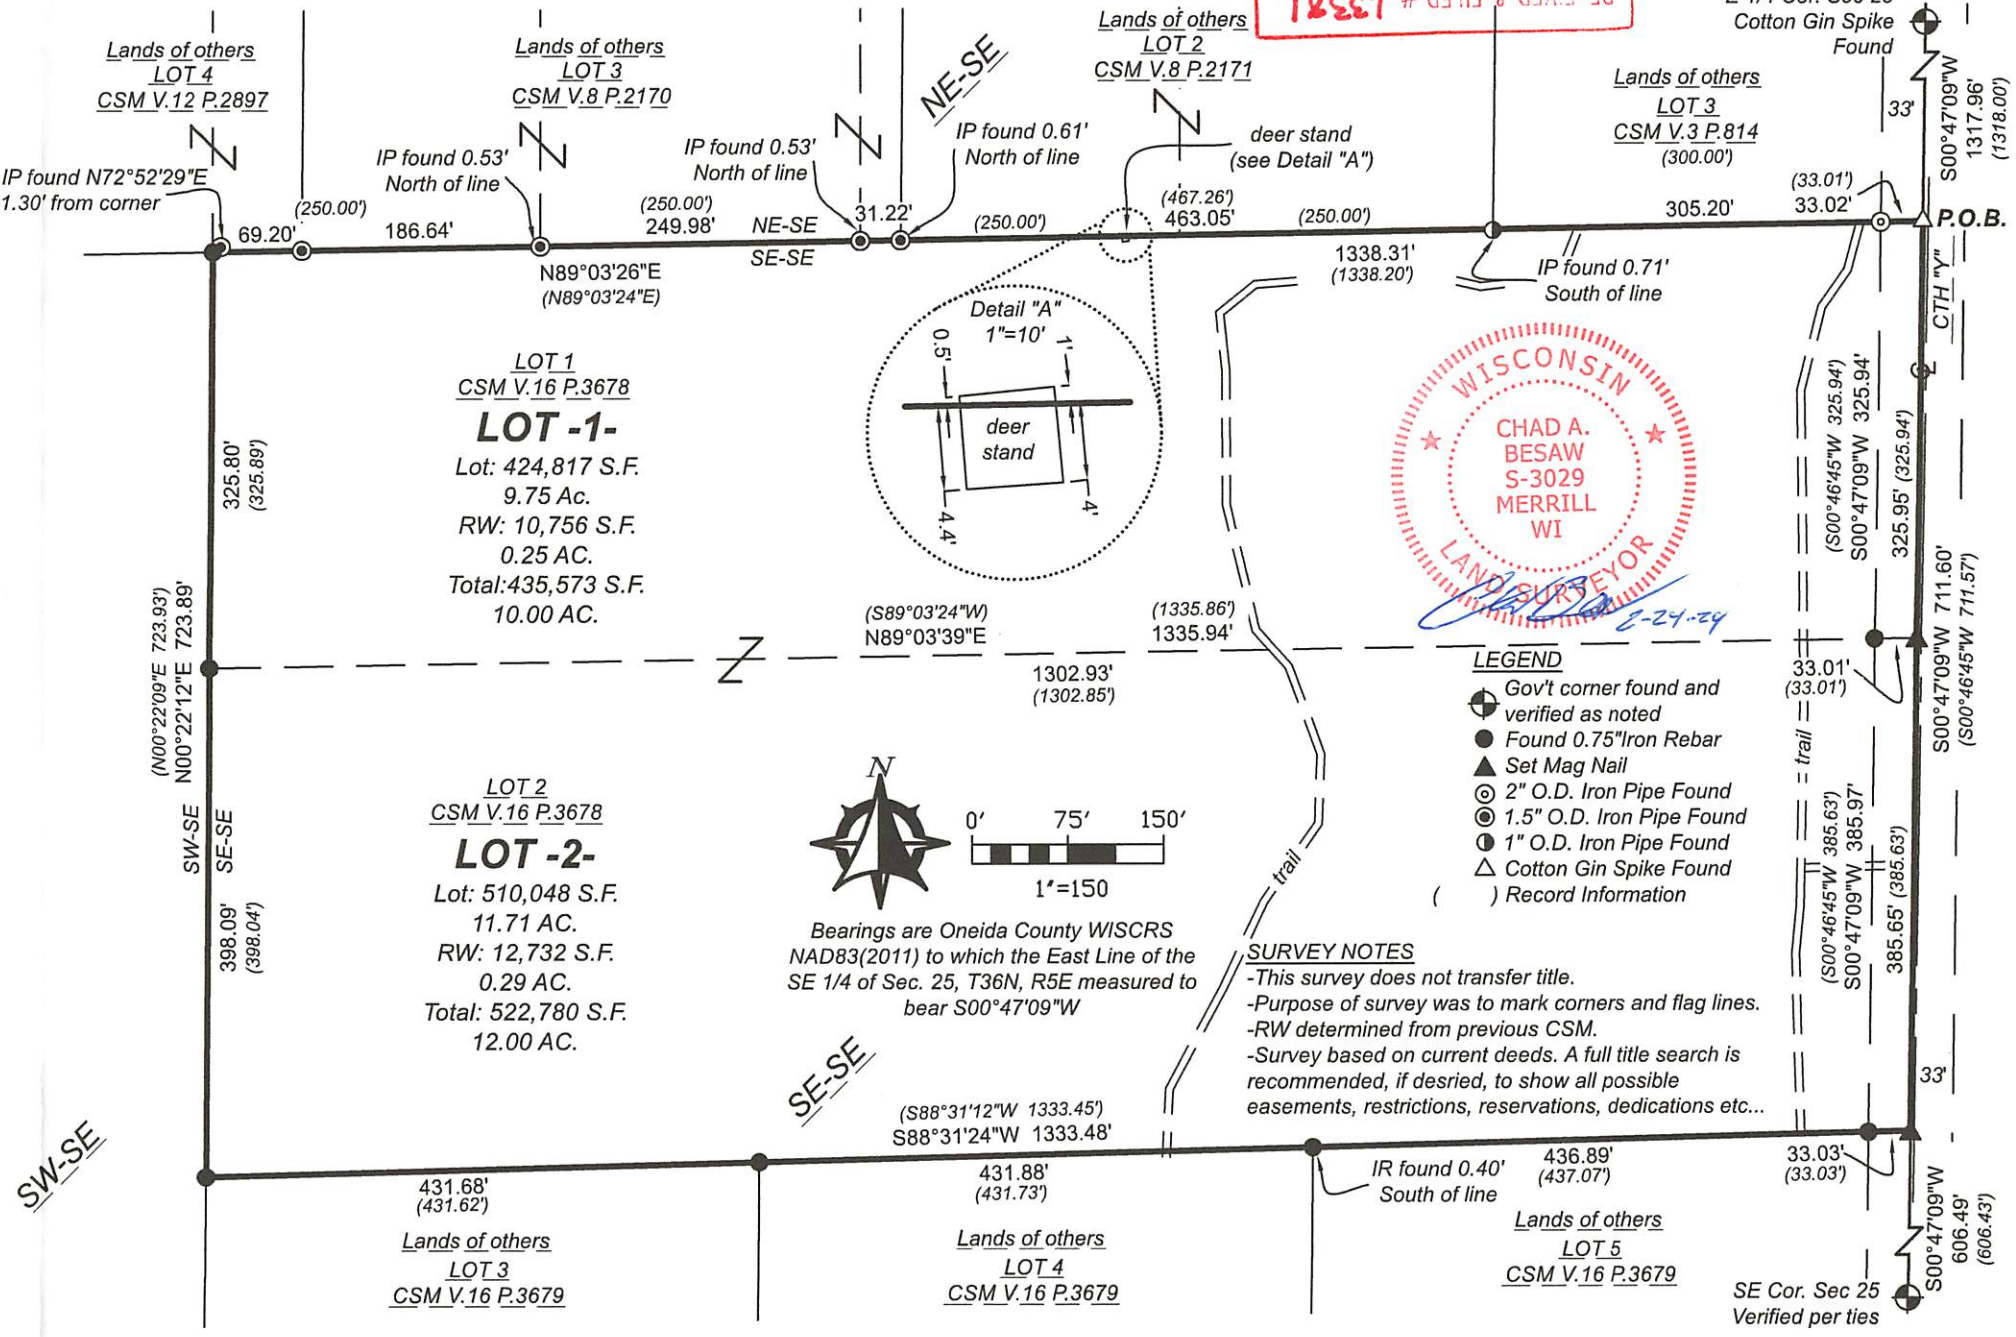 Lands of others
LOT 4
CSM V.12 P.2897
Lands of others
LOT 3
CSM V.8 P.2170
NE-SE
Lands of others
LOT 2
CSM V.8 P.2171
& FILED #
L3381
Cotton Gin Spike
Found
Lands of others
LOT 3
CSM V.3 P.814
(300.00')
33'
S00°47'09"W
1317.96'
(1318.00')
IP found N72°52'29"E
1.30' from corner
IP found 0.53'
North of line
IP found 0.53'
North of line
IP found 0.61'
North of line
deer stand
(see Detail "A")
69.20'
(250.00')
186.64'
(250.00')
249.98'
NE-SE
SE-SE
31.22'
(250.00')
(467.26')
463.05'
(250.00')
305.20'
(33.01')
33.02'
P.O.B.
N89°03'26"E
(N89°03'24"E)
1338.31'
(1338.20')
IP found 0.71'
South of line
CTH "Y"
Detail "A"
1"=10'
0.5'
1'
deer
stand
4.4'
4'
LOT 1
CSM V.16 P.3678
LOT -1-
Lot: 424,817 S.F.
9.75 Ac.
RW: 10,756 S.F.
0.25 AC.
Total:435,573 S.F.
10.00 AC.
325.80'
(325.89')
WISCONSIN
CHAD A.
BESAW
S-3029
MERRILL
WI
LAND SURVEYOR
2-24-24
(S00°46'45"W 325.94')
S00°47'09"W 325.94'
325.95' (325.94')
(N00°22'09"E 723.93')
N00°22'12"E 723.89'
(S89°03'24"W)
N89°03'39"E
(1335.86')
1335.94'
1302.93'
(1302.85')
33.01'
(33.01')
S00°47'09"W 711.60'
(S00°46'45"W 711.57')
LEGEND
Gov't corner found and
verified as noted
Found 0.75"Iron Rebar
Set Mag Nail
2" O.D. Iron Pipe Found
1.5" O.D. Iron Pipe Found
1" O.D. Iron Pipe Found
Cotton Gin Spike Found
( ) Record Information
trail
LOT 2
CSM V.16 P.3678
LOT -2-
Lot: 510,048 S.F.
11.71 AC.
RW: 12,732 S.F.
0.29 AC.
Total: 522,780 S.F.
12.00 AC.
SW-SE
SE-SE
398.09'
(398.04')
N
0' 75' 150'
1"=150
Bearings are Oneida County WISCRS
NAD83(2011) to which the East Line of the
SE 1/4 of Sec. 25, T36N, R5E measured to
bear S00°47'09"W
trail
(S00°46'45"W 385.63')
S00°47'09"W 385.97'
385.65' (385.63')
SURVEY NOTES
-This survey does not transfer title.
-Purpose of survey was to mark corners and flag lines.
-RW determined from previous CSM.
-Survey based on current deeds. A full title search is
recommended, if desried, to show all possible
easements, restrictions, reservations, dedications etc...
33'
SE-SE
SW-SE
(S88°31'12"W 1333.45')
S88°31'24"W 1333.48'
431.68'
(431.62')
431.88'
(431.73')
IR found 0.40'
South of line
436.89'
(437.07')
33.03'
(33.03')
S00°47'09"W
606.49'
(606.43')
Lands of others
LOT 3
CSM V.16 P.3679
Lands of others
LOT 4
CSM V.16 P.3679
Lands of others
LOT 5
CSM V.16 P.3679
SE Cor. Sec 25
Verified per ties